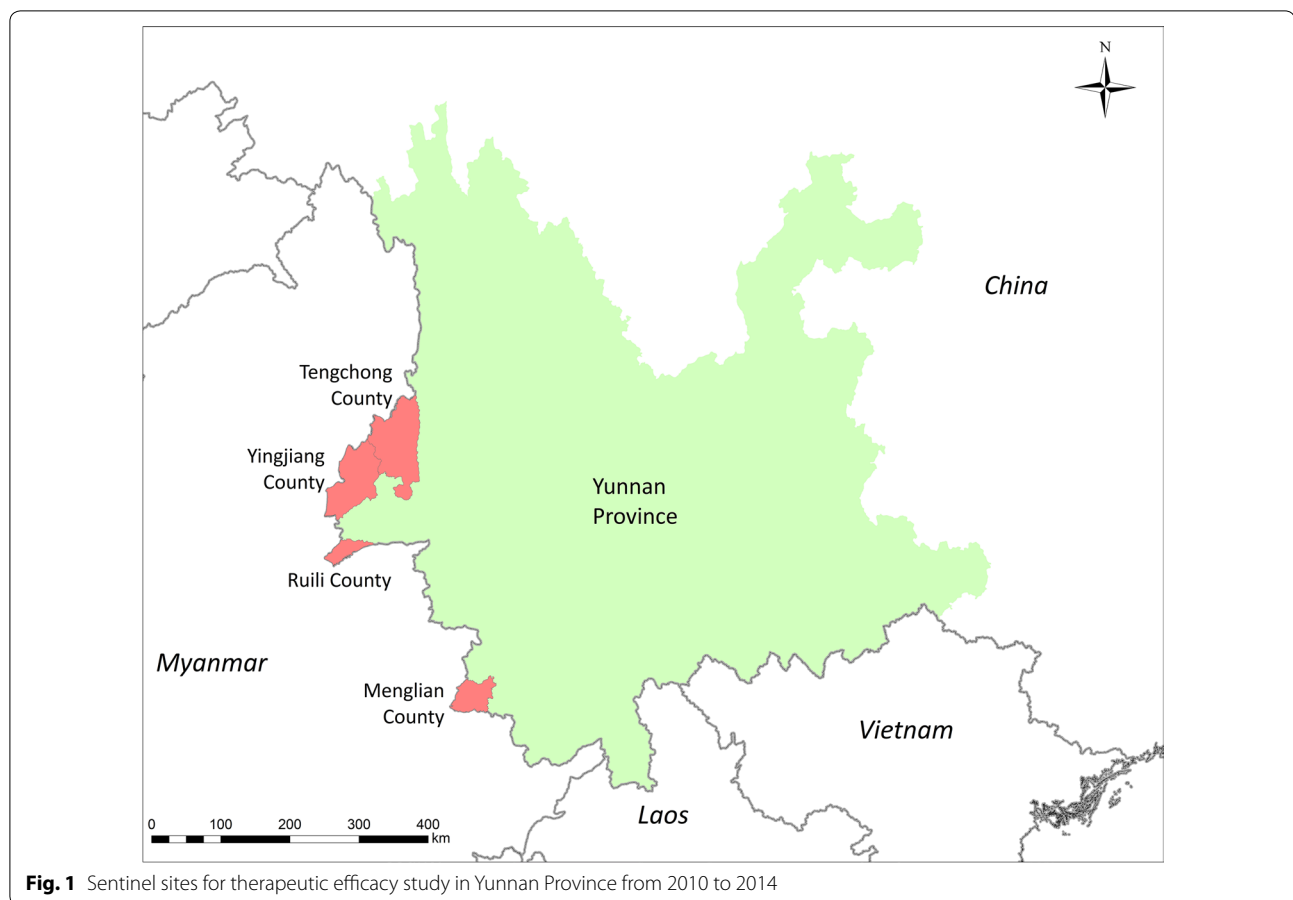 N
China
Tengchong
County
Yingjiang
County
Yunnan
Province
Ruili County
Myanmar
Menglian
County
Vietnam
Laos
0 100 200 300 400
km
Fig. 1 Sentinel sites for therapeutic efficacy study in Yunnan Province from 2010 to 2014